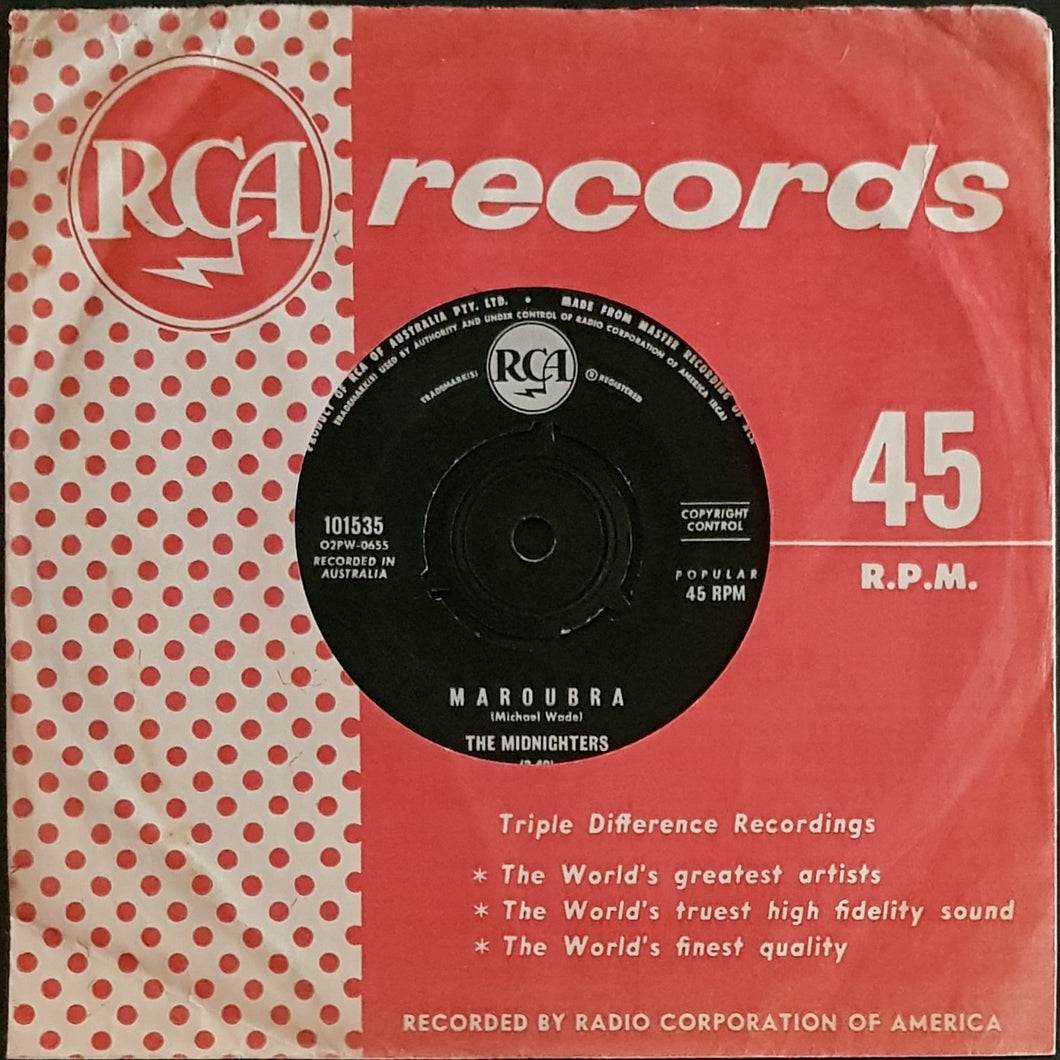 RCA
records
PRODUCT OF RCA OF AUSTRALIA PTY. LTD. • MADE FROM MASTER RECORDING OF
TRADEMARK(S) USED BY AUTHORITY AND UNDER CONTROL OF RADIO CORPORATION OF AMERICA (RCA)
RCA
TRADEMARK(S) ® REGISTERED
45
R.P.M.
101535
O2PW-0655
RECORDED IN
AUSTRALIA
COPYRIGHT
CONTROL
POPULAR
45 RPM
MAROUBRA
(Michael Wade)
THE MIDNIGHTERS
Triple Difference Recordings
* The World's greatest artists
* The World's truest high fidelity sound
* The World's finest quality
RECORDED BY RADIO CORPORATION OF AMERICA